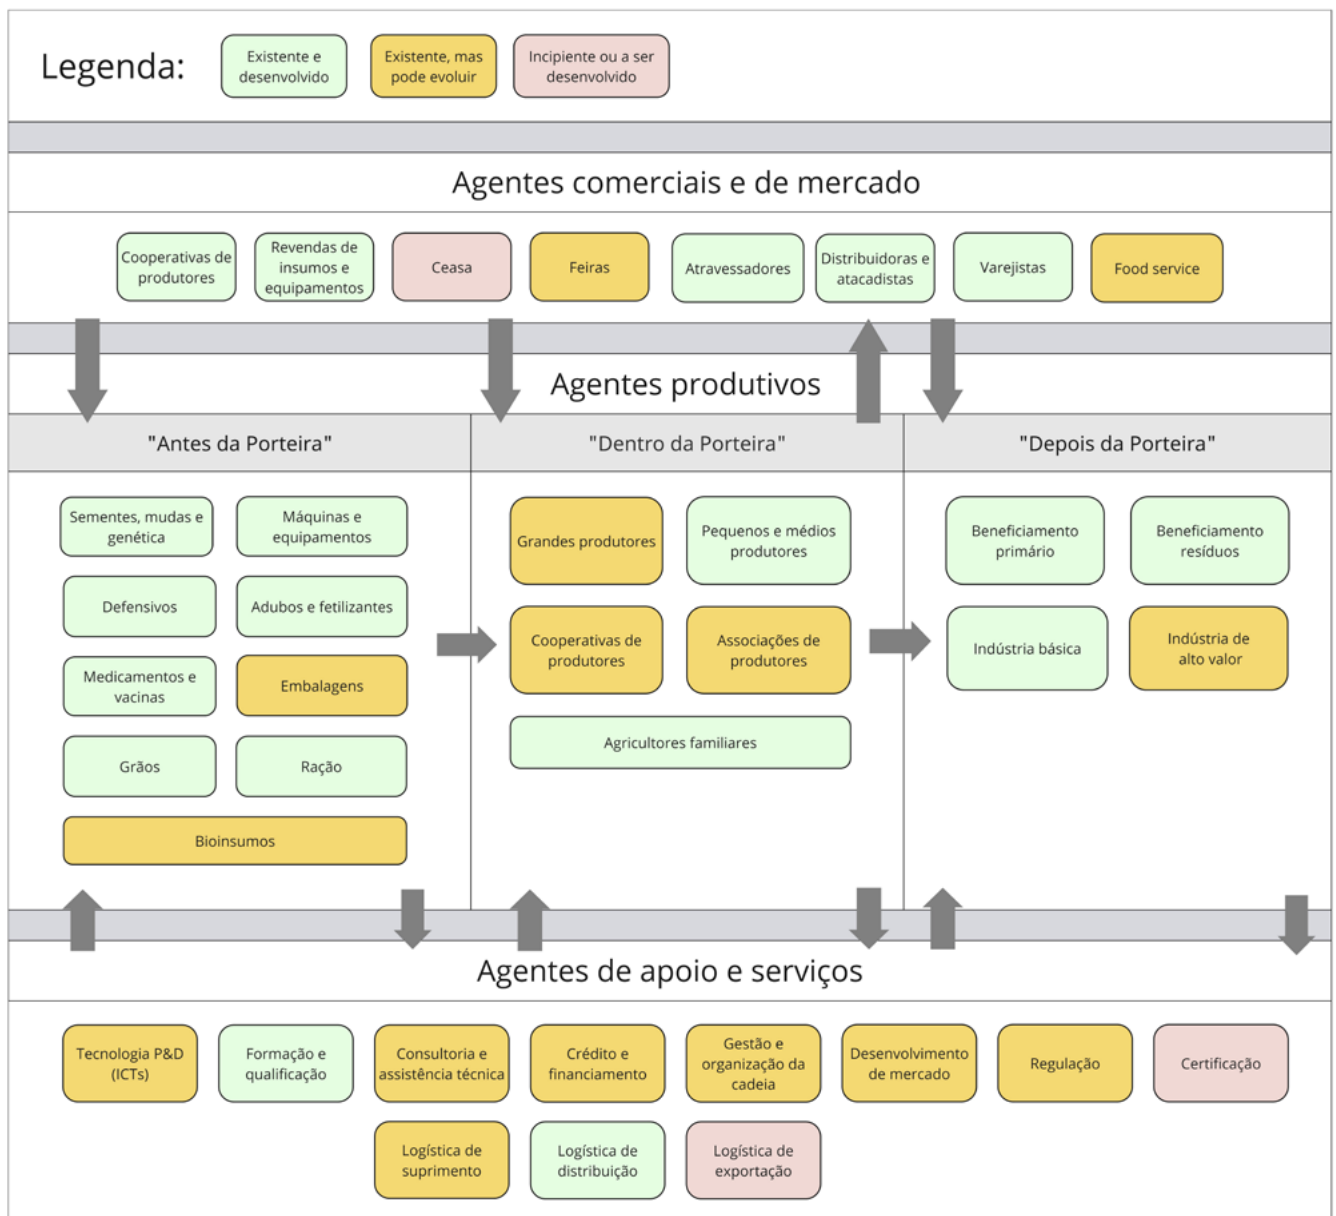 Legenda:
Existente e
desenvolvido
Existente, mas
pode evoluir
Incipiente ou a ser
desenvolvido
Agentes comerciais e de mercado
Cooperativas de
produtores
Revendas de
insumos e
equipamentos
Ceasa
Feiras
Atravessadores
Distribuidoras e
atacadistas
Varejistas
Food service
Agentes produtivos
"Antes da Porteira"
"Dentro da Porteira"
"Depois da Porteira"
Sementes, mudas e
genética
Máquinas e
equipamentos
Defensivos
Adubos e fetilizantes
Medicamentos e
vacinas
Embalagens
Grãos
Ração
Bioinsumos
Grandes produtores
Pequenos e médios
produtores
Cooperativas de
produtores
Associações de
produtores
Agricultores familiares
Beneficiamento
primário
Beneficiamento
resíduos
Indústria básica
Indústria de
alto valor
Agentes de apoio e serviços
Tecnologia P&D
(ICTs)
Formação e
qualificação
Consultoria e
assistência técnica
Crédito e
financiamento
Gestão e
organização da
cadeia
Desenvolvimento
de mercado
Regulação
Certificação
Logística de
suprimento
Logística de
distribuição
Logística de
exportação